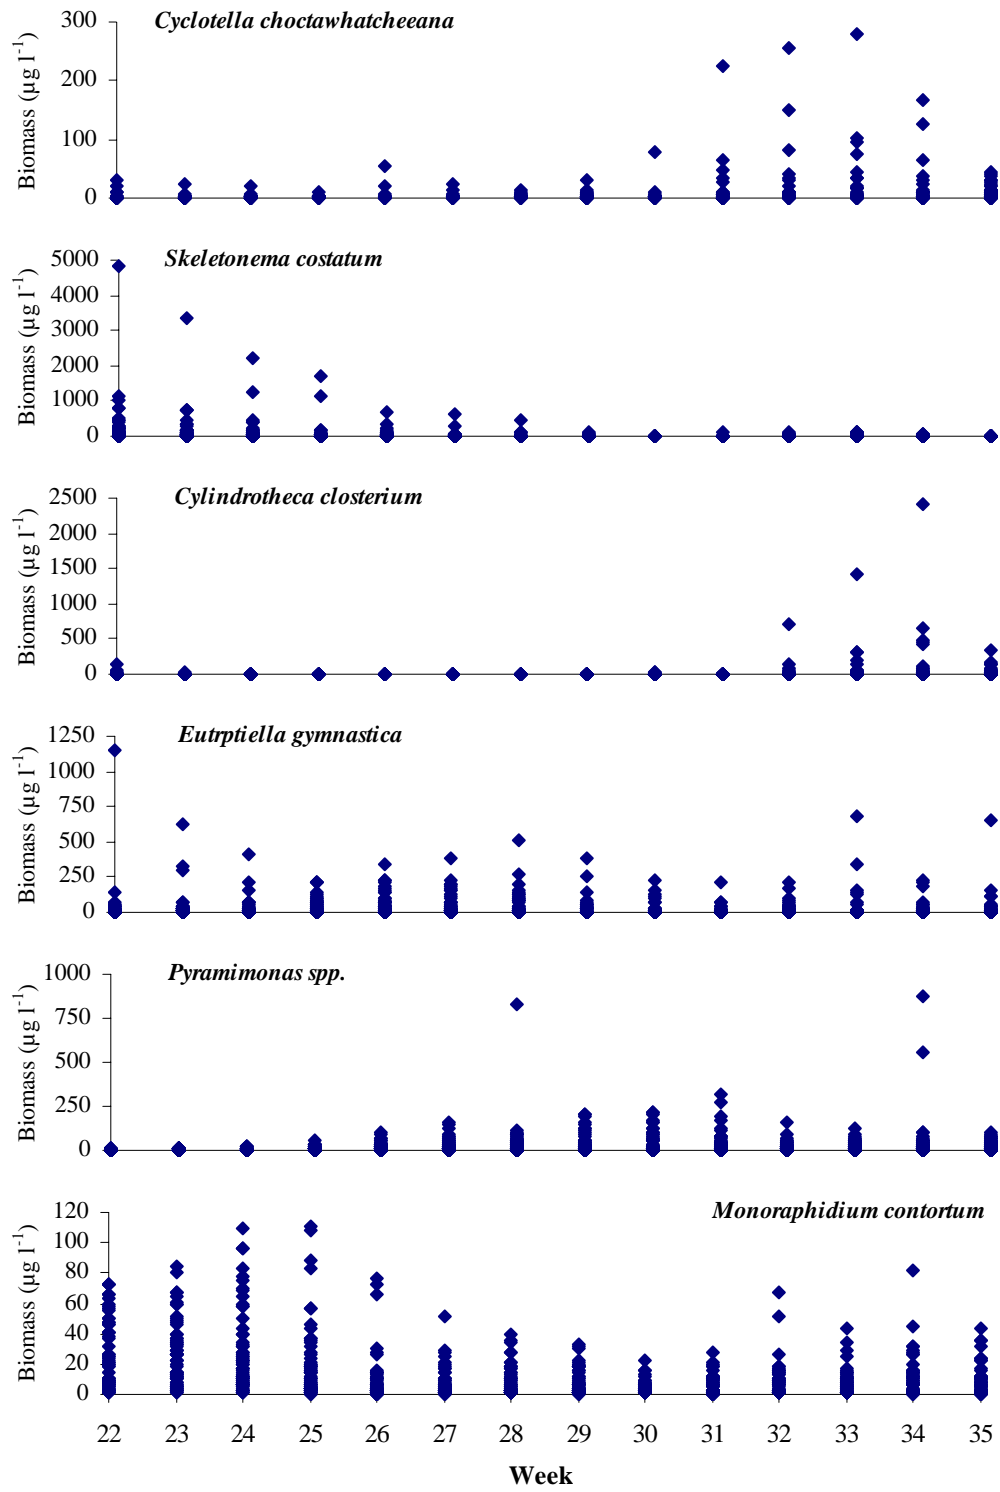 Cyclotella choctawhatcheeana
Biomass (µg l⁻¹)
300
200
100
0
Skeletonema costatum
Biomass (µg l⁻¹)
5000
4000
3000
2000
1000
0
Cylindrotheca closterium
Biomass (µg l⁻¹)
2500
2000
1500
1000
500
0
Eutrptiella gymnastica
Biomass (µg l⁻¹)
1250
1000
750
500
250
0
Pyramimonas spp.
Biomass (µg l⁻¹)
1000
750
500
250
0
Monoraphidium contortum
Biomass (µg l⁻¹)
120
100
80
60
40
20
0
22 23 24 25 26 27 28 29 30 31 32 33 34 35
Week